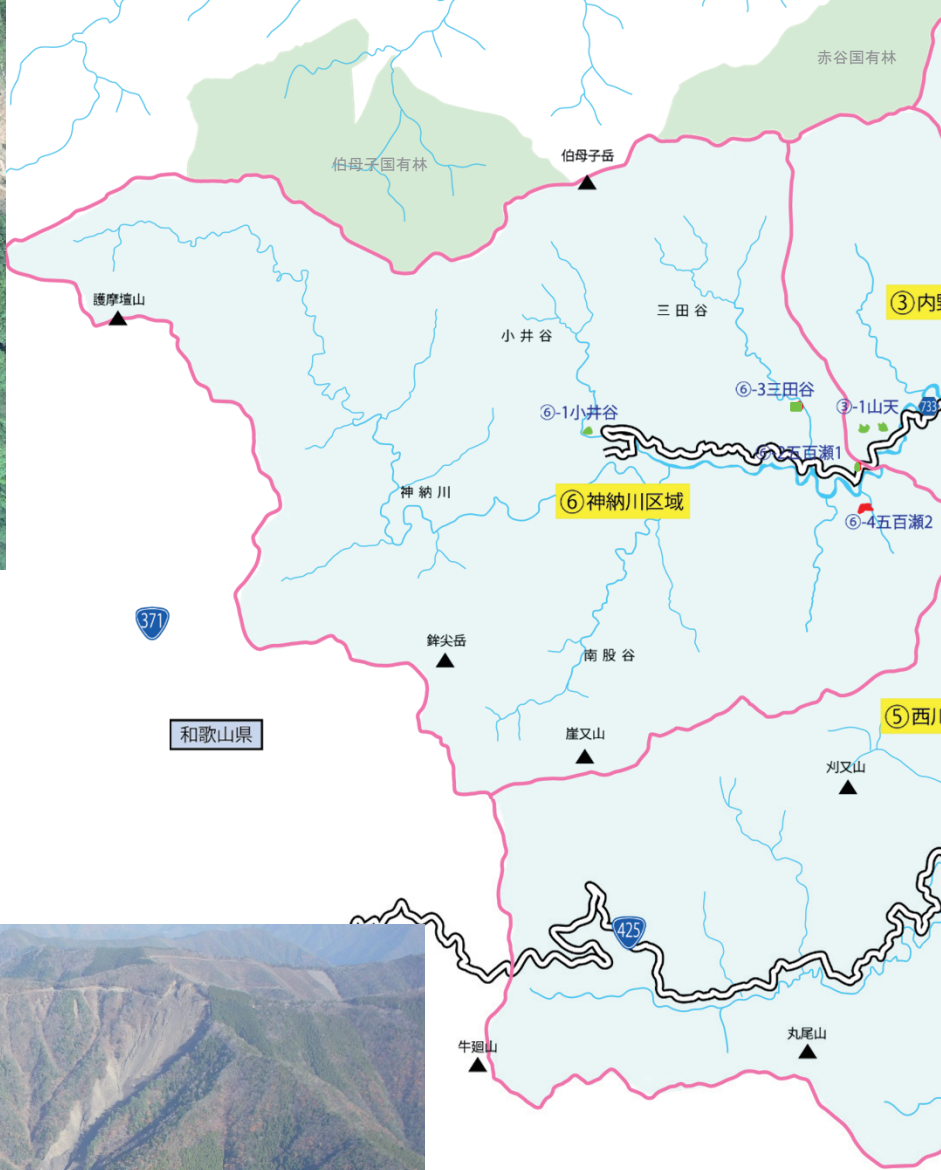 赤谷国有林
伯母子岳
伯母子国有林
護摩壇山
三田谷
③内野
小井谷
⑥-3三田谷
⑥-1小井谷
③-1山天
733
⑥-2五百瀬1
神納川
⑥神納川区域
⑥-4五百瀬2
371
鉾尖岳
南股谷
⑤西川
和歌山県
崖又山
刈又山
425
牛廻山
丸尾山